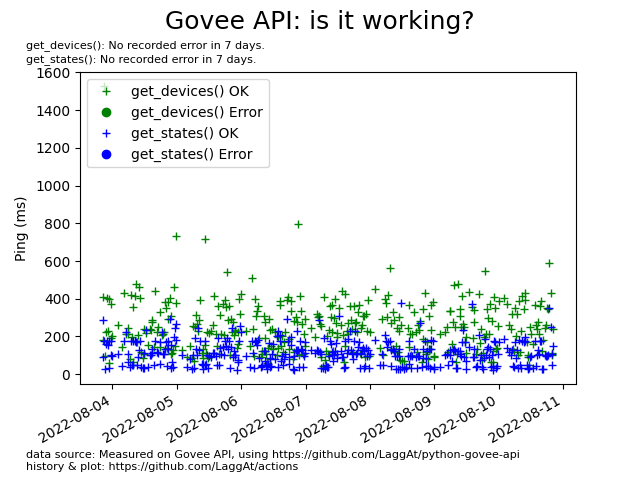 Govee API: is it working?
get_devices(): No recorded error in 7 days.
get_states(): No recorded error in 7 days.
get_devices() OK
get_devices() Error
get_states() OK
get_states() Error
Ping (ms)
1600
1400
1200
1000
800
600
400
200
0
2022-08-04
2022-08-05
2022-08-06
2022-08-07
2022-08-08
2022-08-09
2022-08-10
2022-08-11
data source: Measured on Govee API, using https://github.com/LaggAt/python-govee-api
history & plot: https://github.com/LaggAt/actions